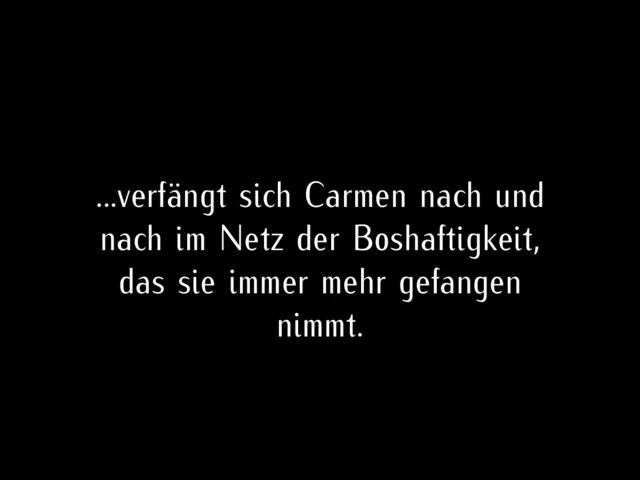 ...verfängt sich Carmen nach und
nach im Netz der Boshaftigkeit,
das sie immer mehr gefangen
nimmt.